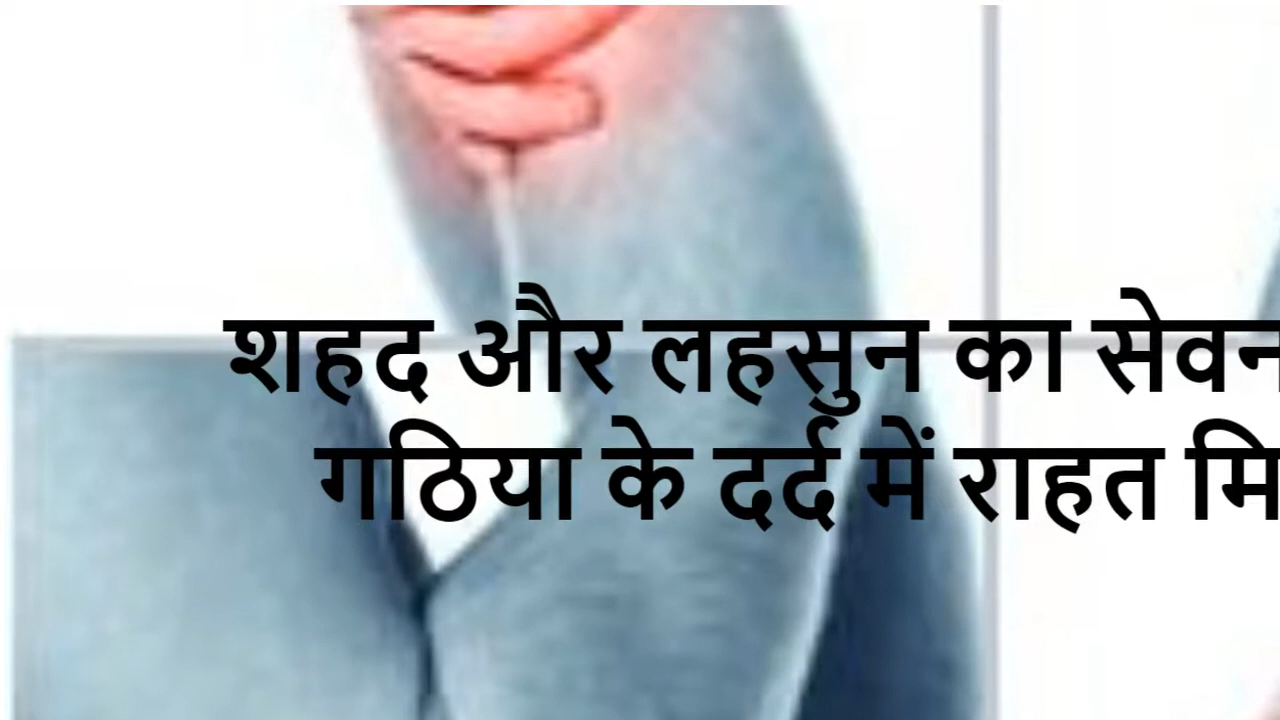 शहद और लहसुन का सेवन
गठिया के दर्द में राहत